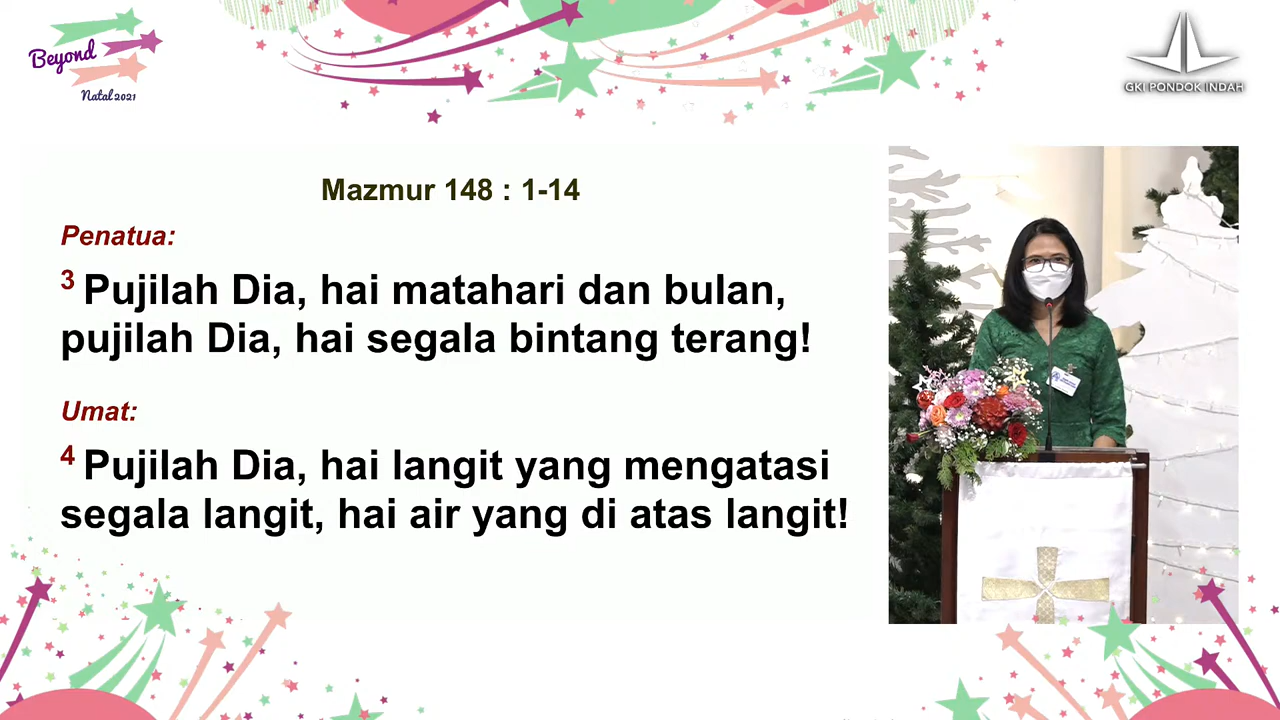 Beyond
Natal 2021
GKI PONDOK INDAH
Mazmur 148 : 1-14
Penatua:
3 Pujilah Dia, hai matahari dan bulan,
pujilah Dia, hai segala bintang terang!
Umat:
4 Pujilah Dia, hai langit yang mengatasi
segala langit, hai air yang di atas langit!